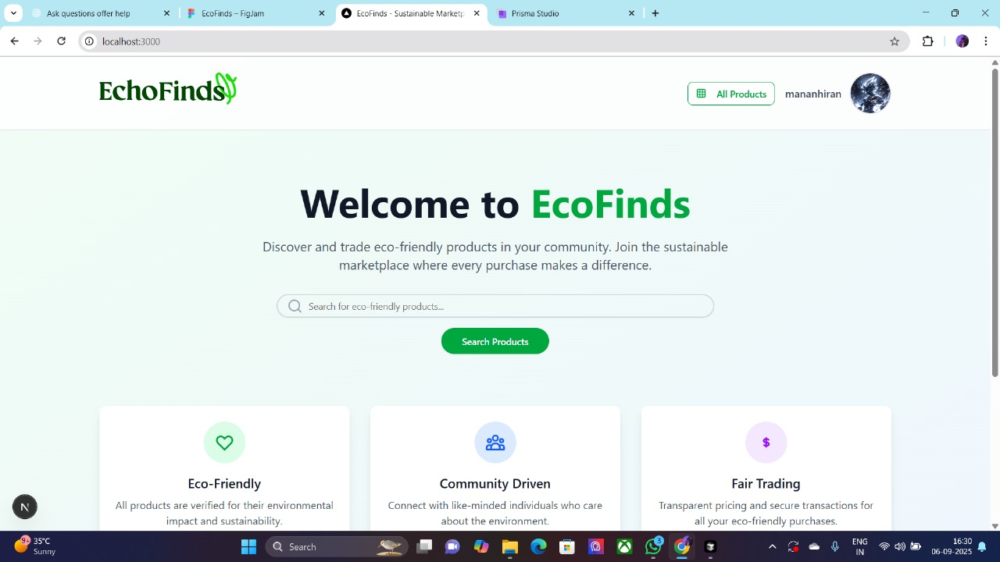 Ask questions offer help
EcoFinds – FigJam
EcoFinds - Sustainable Marketp
Prisma Studio
localhost:3000
EchoFinds
All Products
mananhiran
Welcome to EcoFinds
Discover and trade eco-friendly products in your community. Join the sustainable
marketplace where every purchase makes a difference.
Search for eco-friendly products...
Search Products
Eco-Friendly
All products are verified for their environmental
impact and sustainability.
Community Driven
Connect with like-minded individuals who care
about the environment.
$
Fair Trading
Transparent pricing and secure transactions for
all your eco-friendly purchases.
N
9+
35°C
Sunny
Search
3
ENG
IN
16:30
06-09-2025